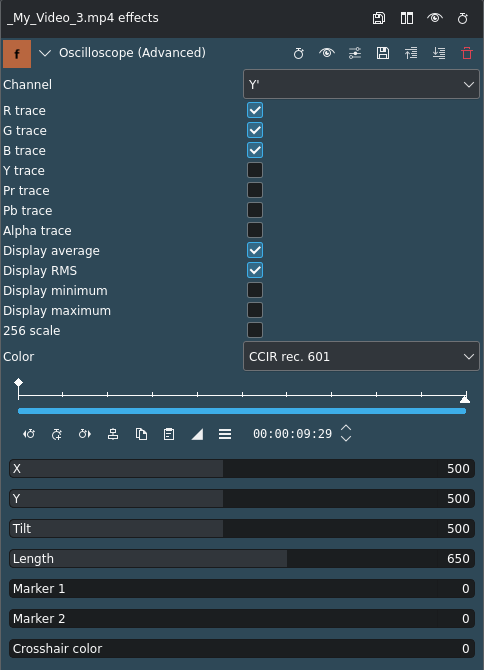 _My_Video_3.mp4 effects
f Oscilloscope (Advanced)
Channel Y'
R trace
G trace
B trace
Y trace
Pr trace
Pb trace
Alpha trace
Display average
Display RMS
Display minimum
Display maximum
256 scale
Color CCIR rec. 601
00:00:09:29
X 500
Y 500
Tilt 500
Length 650
Marker 1 0
Marker 2 0
Crosshair color 0